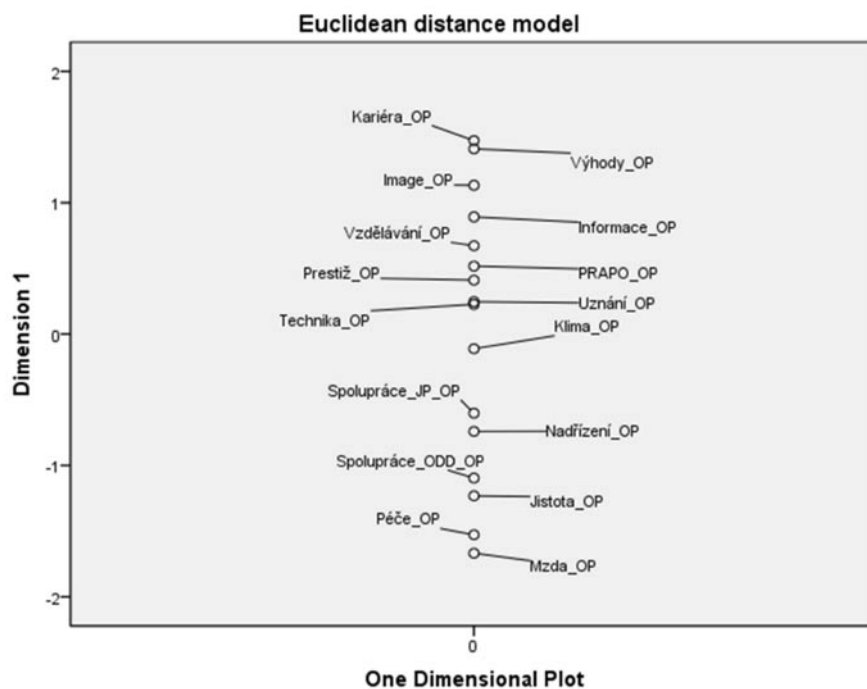 Euclidean distance model
2
Kariéra_OP
Výhody_OP
Image_OP
1
Informace_OP
Vzdělávání_OP
PRAPO_OP
Prestiž_OP
Uznání_OP
Technika_OP
Klima_OP
0
Dimension 1
Spolupráce_JP_OP
Nadřízení_OP
-1
Spolupráce_ODD_OP
Jistota_OP
Péče_OP
Mzda_OP
-2
0
One Dimensional Plot